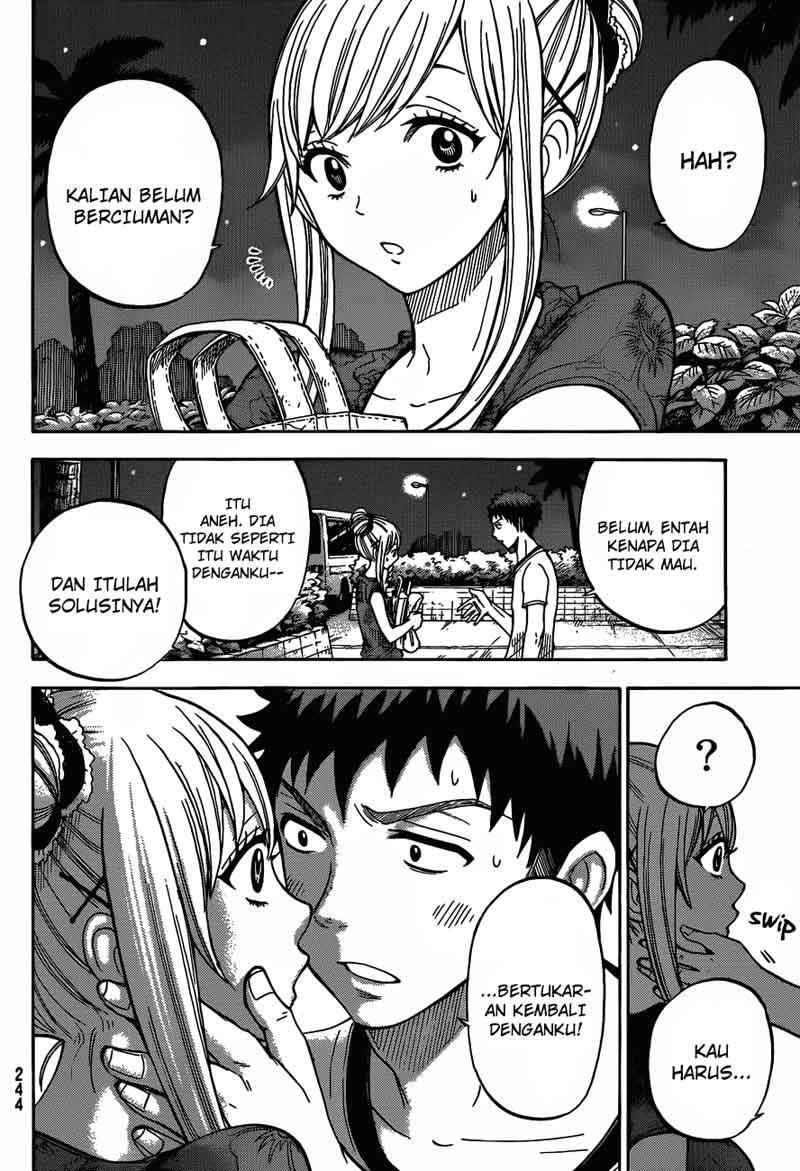 HAH?
KALIAN BELUM
BERCIUMAN?
BELUM, ENTAH
KENAPA DIA
TIDAK MAU.
ITU
ANEH. DIA
TIDAK SEPERTI
ITU WAKTU
DENGANKU--
DAN ITULAH
SOLUSINYA!
?
SWIP
KAU
HARUS...
...BERTUKAR-
AN KEMBALI
DENGANKU!
244